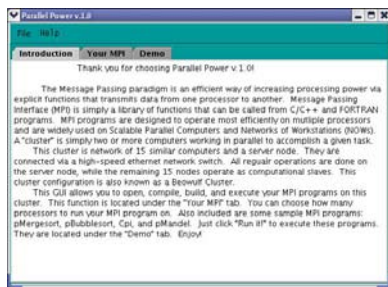 Parallel Power v.1.0
File Help
Introduction Your MPI Demo
Thank you for choosing Parallel Power v.1.0!
The Message Passing paradigm is an efficient way of increasing processing power via
explicit functions that transmits data from one processor to another. Message Passing
Interface (MPI) is simply a library of functions that can be called from C/C++ and FORTRAN
programs. MPI programs are designed to operate most efficiently on mutliple processors
and are widely used on Scalable Parallel Computers and Networks of Workstations (NOWs).
A "cluster" is simply two or more computers working in parallel to accomplish a given task.
This cluster is network of 15 similar computers and a server node. They are
connected via a high-speed ethernet network switch. All regualr operations are done on
the server node, while the remaining 15 nodes operate as computational slaves. This
cluster configuration is also known as a Beowulf Cluster.
This GUI allows you to open, compile, build, and execute your MPI programs on this
cluster. This function is located under the "Your MPI" tab. You can choose how many
processors to run your MPI program on. Also included are some sample MPI programs:
pMergesort, pBubblesort, Cpi, and pMandel. Just click "Run it!" to execute these programs.
They are located under the "Demo" tab. Enjoy!